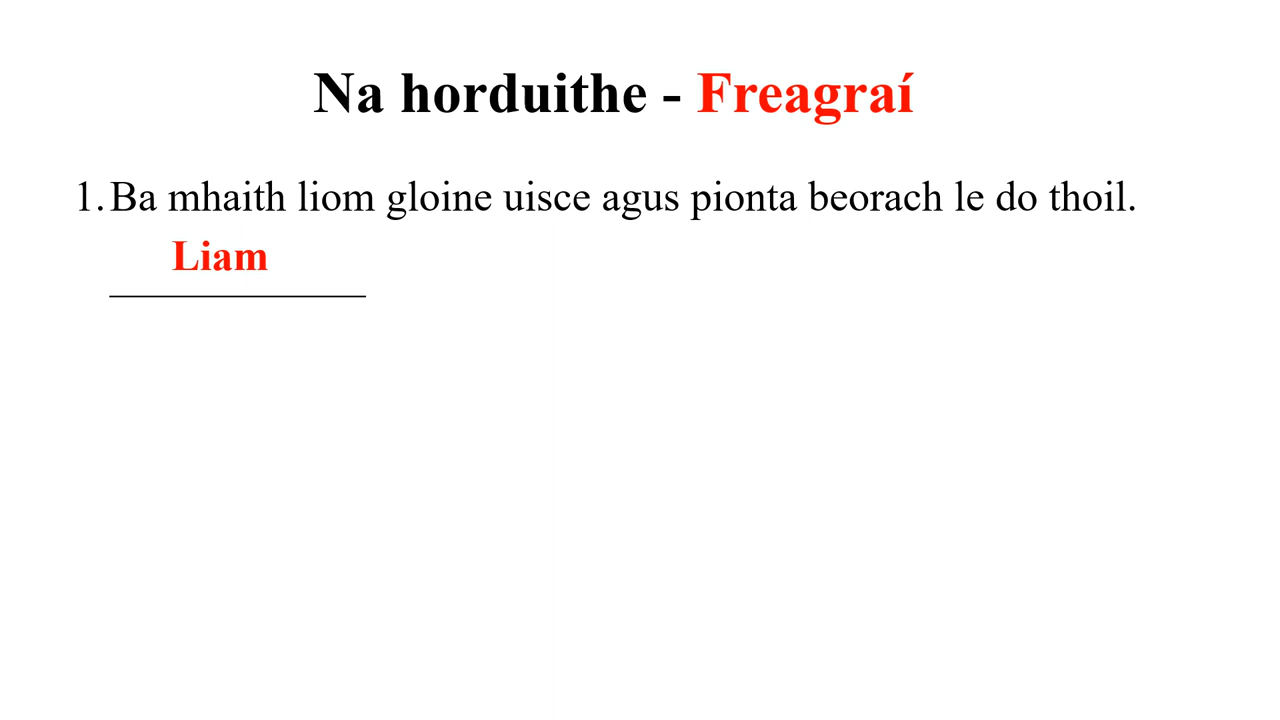 Na horduithe - Freagraí
1. Ba mhaith liom gloine uisce agus pionta beorach le do thoil.
Liam